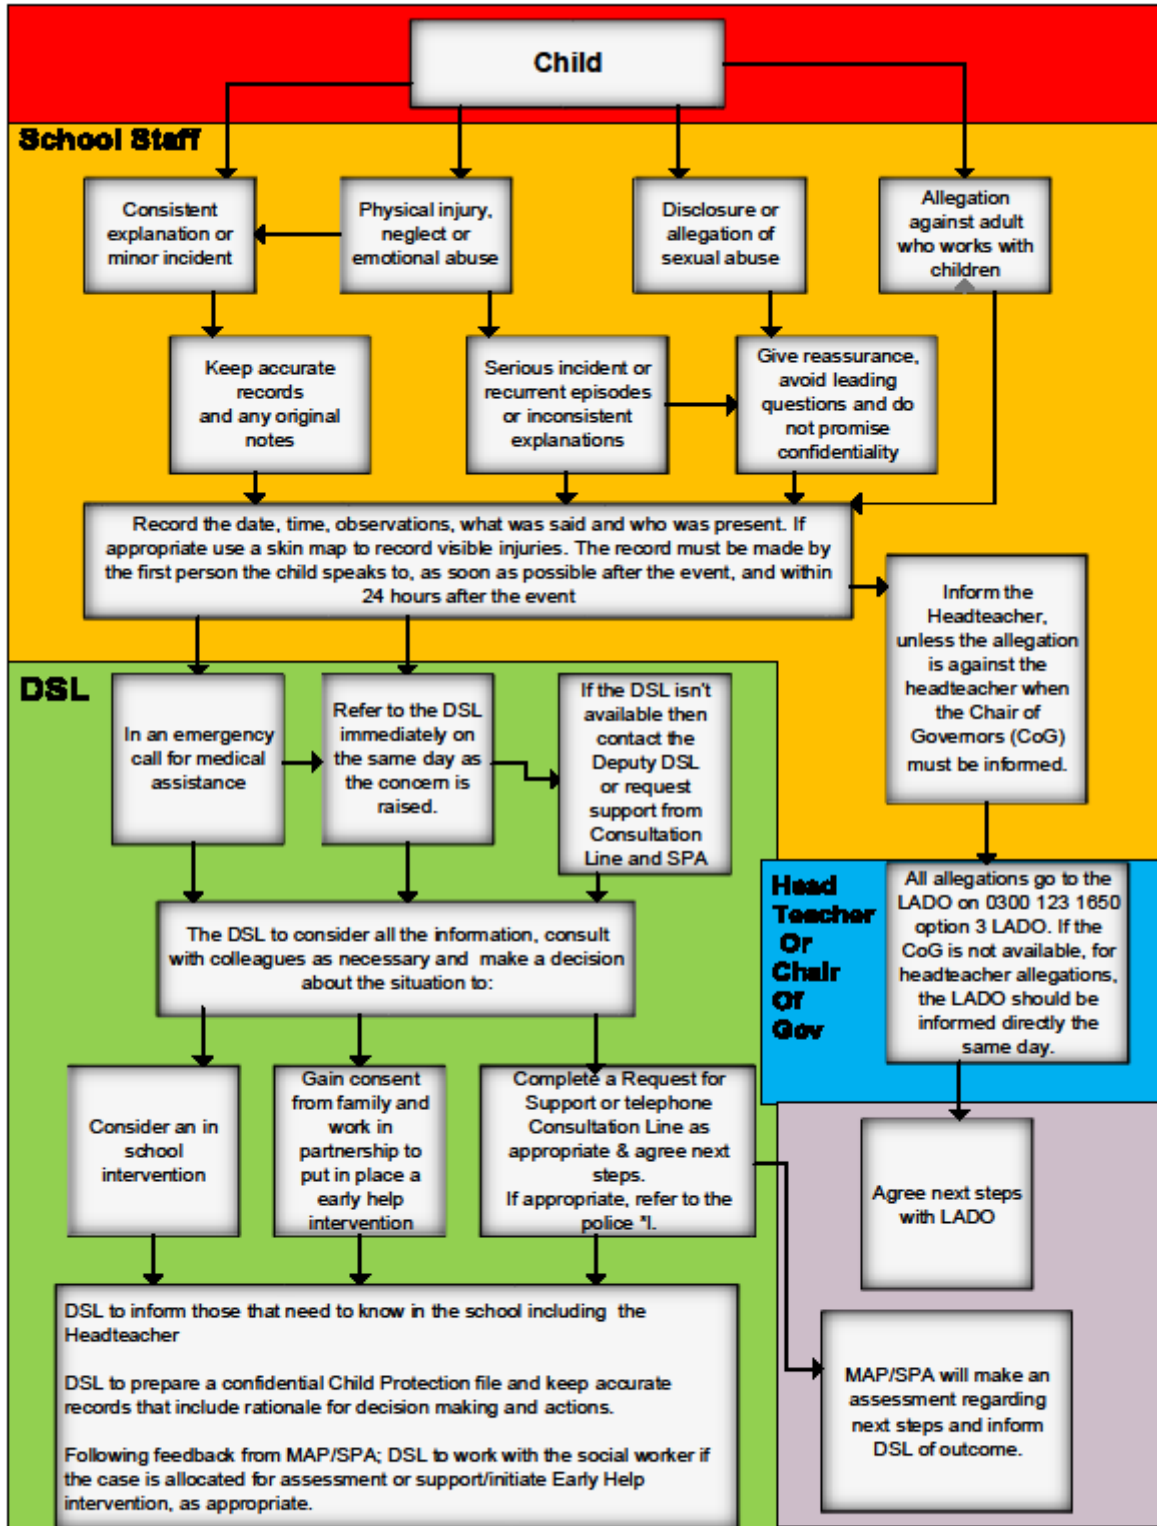 Child
School Staff
Consistent
explanation or
minor incident
Physical injury,
neglect or
emotional abuse
Disclosure or
allegation of
sexual abuse
Allegation
against adult
who works with
children
Keep accurate
records
and any original
notes
Serious incident or
recurrent episodes
or inconsistent
explanations
Give reassurance,
avoid leading
questions and do
not promise
confidentiality
Record the date, time, observations, what was said and who was present. If
appropriate use a skin map to record visible injuries. The record must be made by
the first person the child speaks to, as soon as possible after the event, and within
24 hours after the event
Inform the
Headteacher,
unless the allegation
is against the
headteacher when
the Chair of
Governors (CoG)
must be informed.
DSL
In an emergency
call for medical
assistance
Refer to the DSL
immediately on
the same day as
the concern is
raised.
If the DSL isn't
available then
contact the
Deputy DSL
or request
support from
Consultation
Line and SPA
Head
Teacher
Or
Chair
Of
Gov
All allegations go to the
LADO on 0300 123 1650
option 3 LADO. If the
CoG is not available, for
headteacher allegations,
the LADO should be
informed directly the
same day.
The DSL to consider all the information, consult
with colleagues as necessary and make a decision
about the situation to:
Consider an in
school
intervention
Gain consent
from family and
work in
partnership to
put in place a
early help
intervention
Complete a Request for
Support or telephone
Consultation Line as
appropriate & agree next
steps.
If appropriate, refer to the
police *I.
Agree next steps
with LADO
DSL to inform those that need to know in the school including the
Headteacher
DSL to prepare a confidential Child Protection file and keep accurate
records that include rationale for decision making and actions.
Following feedback from MAP/SPA; DSL to work with the social worker if
the case is allocated for assessment or support/initiate Early Help
intervention, as appropriate.
MAP/SPA will make an
assessment regarding
next steps and inform
DSL of outcome.